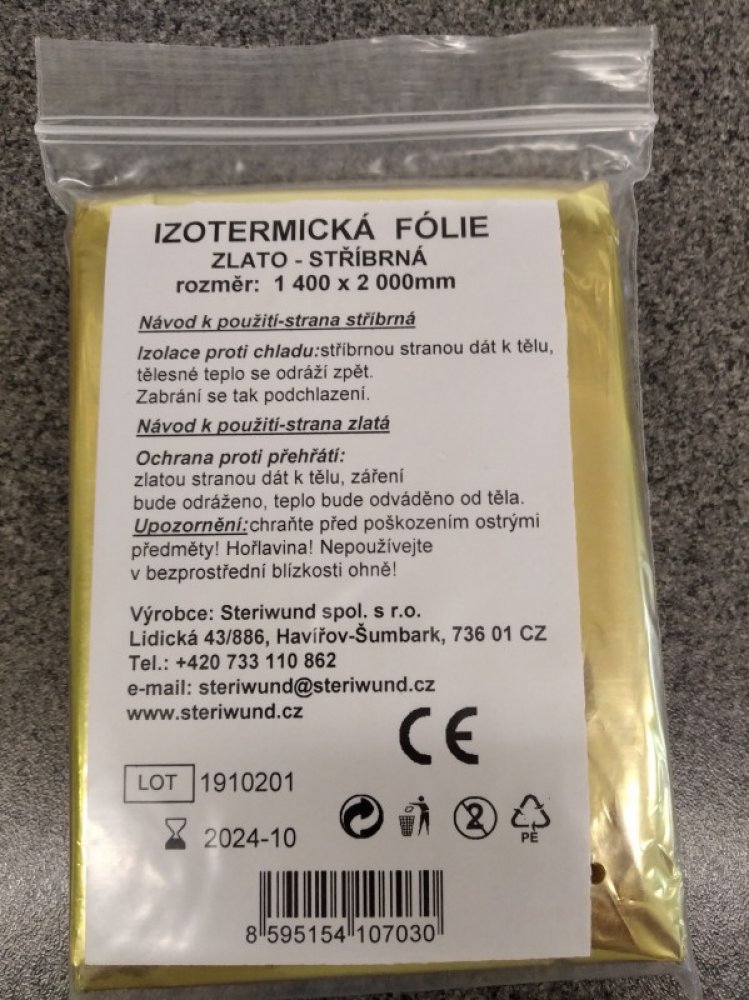 IZOTERMICKÁ FÓLIE
ZLATO - STŘÍBRNÁ
rozměr: 1 400 x 2 000mm
Návod k použití-strana stříbrná
Izolace proti chladu:stříbrnou stranou dát k tělu,
tělesné teplo se odráží zpět.
Zabrání se tak podchlazení.
Návod k použití-strana zlatá
Ochrana proti přehřátí:
zlatou stranou dát k tělu, záření
bude odráženo, teplo bude odváděno od těla.
Upozornění:chraňte před poškozením ostrými
předměty! Hořlavina! Nepoužívejte
v bezprostřední blízkosti ohně!
Výrobce: Steriwund spol. s r.o.
Lidická 43/886, Havířov-Šumbark, 736 01 CZ
Tel.: +420 733 110 862
e-mail: steriwund@steriwund.cz
www.steriwund.cz
CE
LOT 1910201
2024-10
2
PE
8 595154 107030